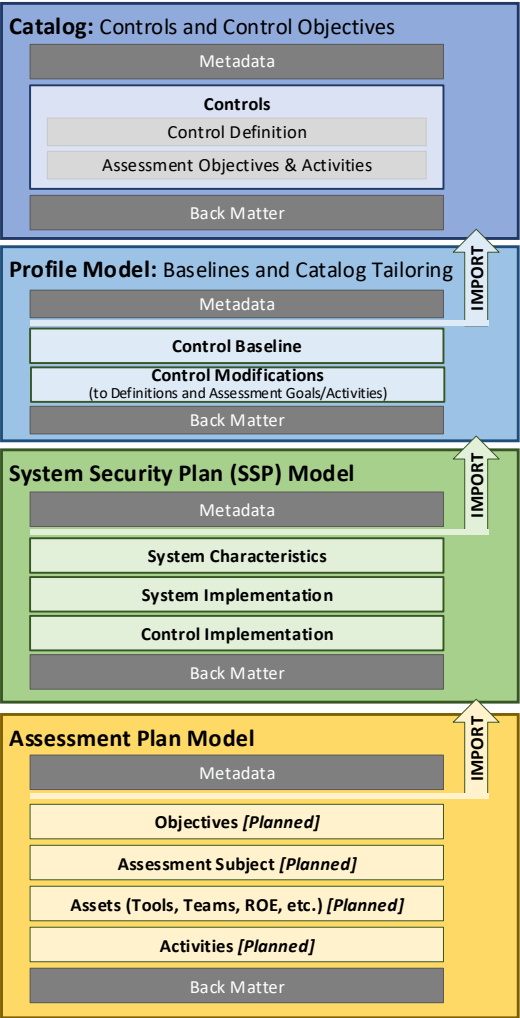 Catalog: Controls and Control Objectives
Metadata
Controls
Control Definition
Assessment Objectives & Activities
Back Matter
IMPORT
Profile Model: Baselines and Catalog Tailoring
Metadata
Control Baseline
Control Modifications
(to Definitions and Assessment Goals/Activities)
Back Matter
IMPORT
System Security Plan (SSP) Model
Metadata
System Characteristics
System Implementation
Control Implementation
Back Matter
IMPORT
Assessment Plan Model
Metadata
Objectives [Planned]
Assessment Subject [Planned]
Assets (Tools, Teams, ROE, etc.) [Planned]
Activities [Planned]
Back Matter